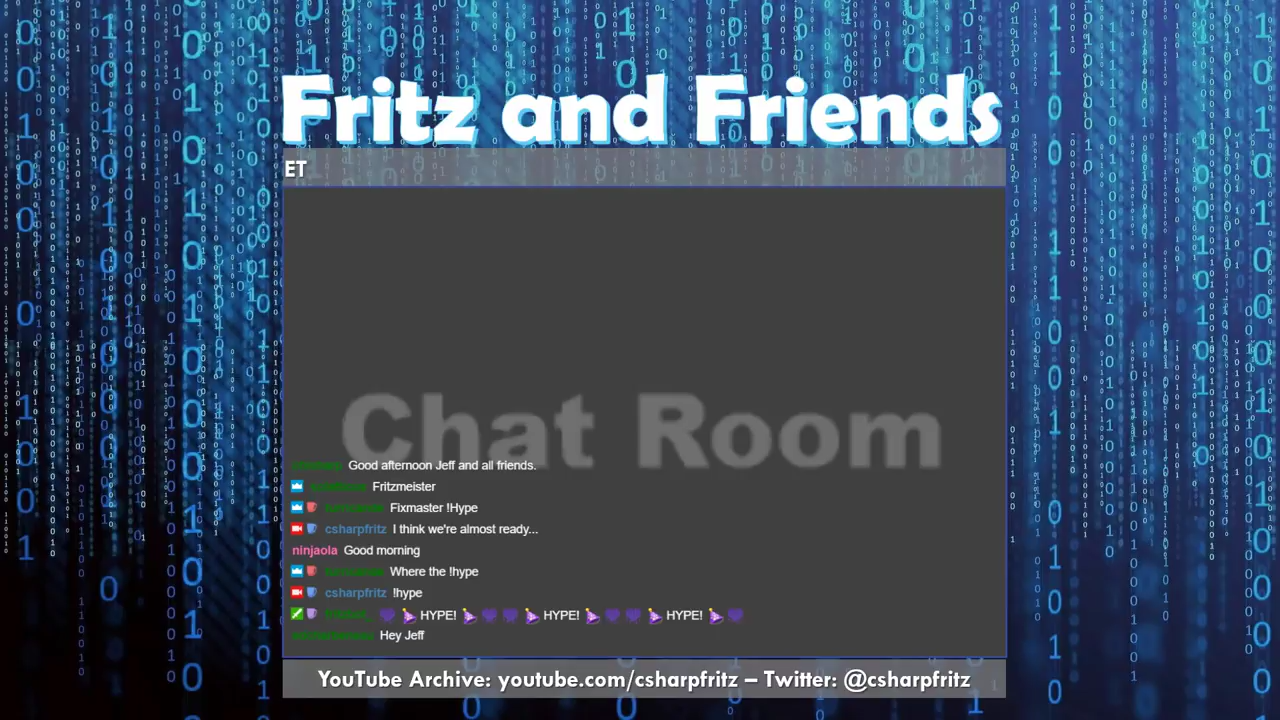 Fritz and Friends
ET
Chat Room
Good afternoon Jeff and all friends.
Fritzmeister
Fixmaster !Hype
csharpfritz I think we're almost ready...
ninjaola Good morning
Where the !hype
csharpfritz !hype
HYPE! HYPE! HYPE!
Hey Jeff
YouTube Archive: youtube.com/csharpfritz – Twitter: @csharpfritz